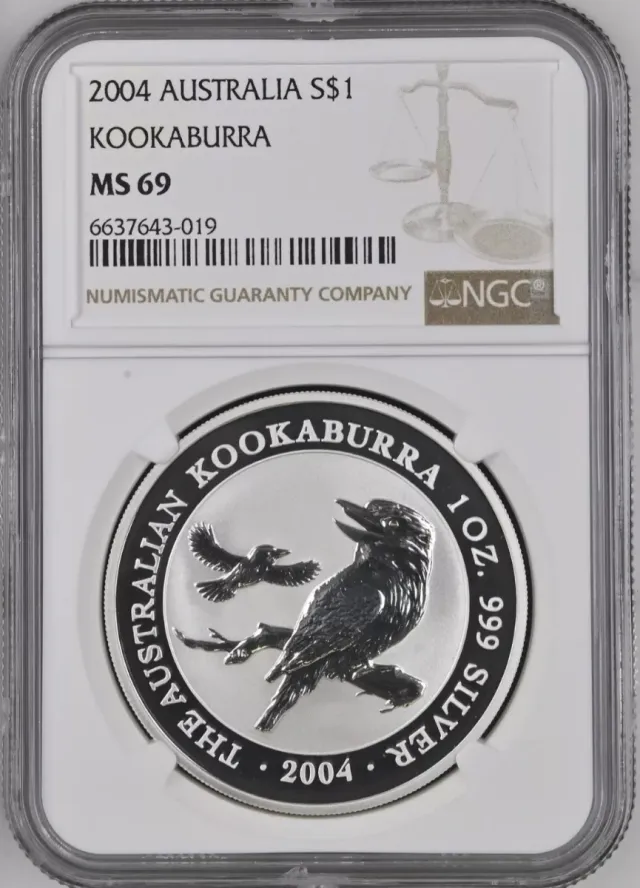 2004 AUSTRALIA S$1
KOOKABURRA
MS 69
6637643-019
NUMISMATIC GUARANTY COMPANY
NGC®
THE AUSTRALIAN KOOKABURRA 1 OZ. 999 SILVER
· 2004 ·